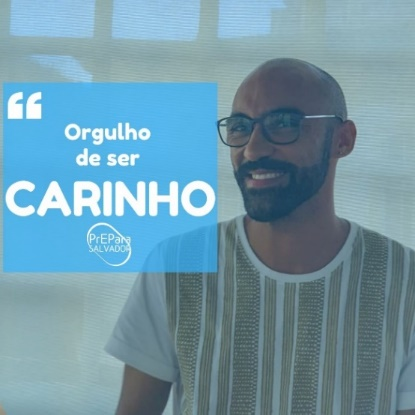 “
Orgulho
de ser
CARINHO
PrEPara
SALVADOR